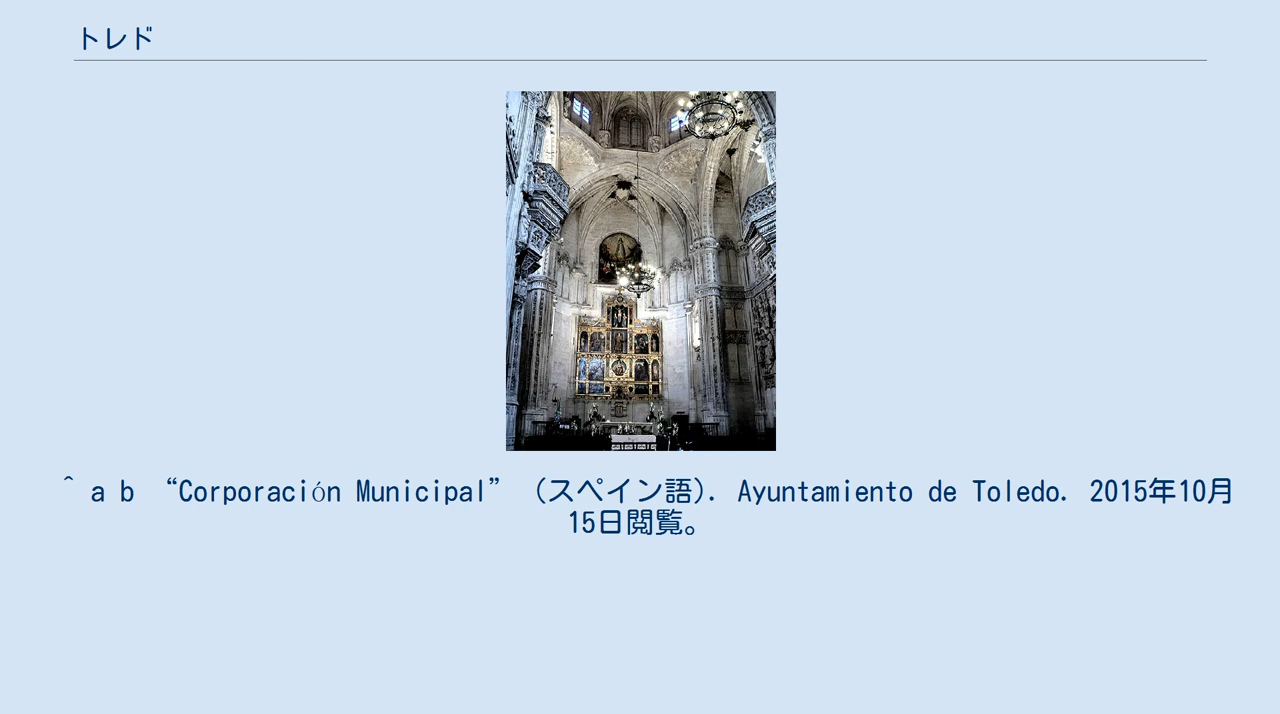 トレド
^ a b “Corporación Municipal” (スペイン語). Ayuntamiento de Toledo. 2015年10月
15日閲覧。